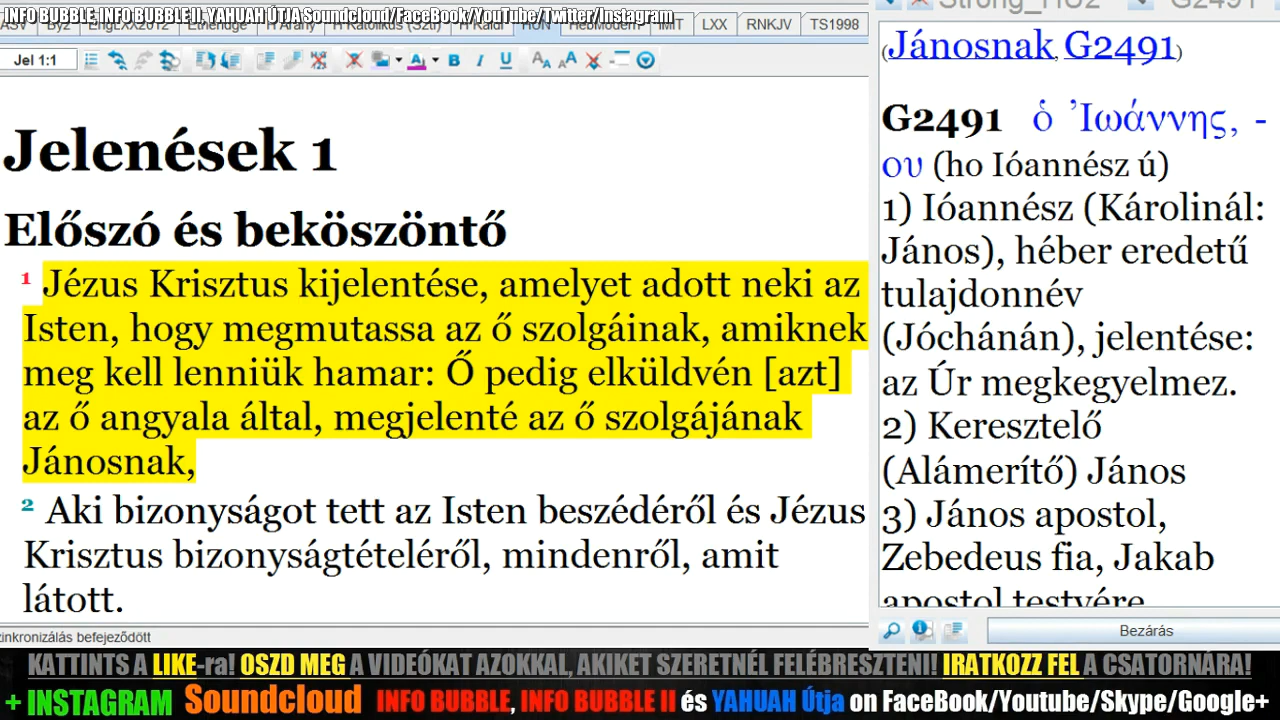 INFO BUBBLE, INFO BUBBLE II, YAHUAH ÚTJA Soundcloud/FaceBook/YouTube/Twitter/Instagram
Byz EngLXX2012 Etheridge H Arany H Katolikus (Szti) H Káldi HUN HebModern IMIT LXX RNKJV TS1998
Strong_HU2 G2491
Jel 1:1
Jelenések 1
Előszó és beköszöntő
1 Jézus Krisztus kijelentése, amelyet adott neki az
Isten, hogy megmutassa az ő szolgáinak, amiknek
meg kell lenniük hamar: Ő pedig elküldvén [azt]
az ő angyala által, megjelenté az ő szolgájának
Jánosnak,
2 Aki bizonyságot tett az Isten beszédéről és Jézus
Krisztus bizonyságtételéről, mindenről, amit
látott.
zinkronizálás befejeződött
(Jánosnak, G2491)
G2491 ὁ Ἰωάννης, -
ου (ho Ióannész ú)
1) Ióannész (Károlinál:
János), héber eredetű
tulajdonnév
(Jóchánán), jelentése:
az Úr megkegyelmez.
2) Keresztelő
(Alámerítő) János
3) János apostol,
Zebedeus fia, Jakab
apostol testvére
Bezárás
KATTINTS A LIKE-ra! OSZD MEG A VIDEÓKAT AZOKKAL, AKIKET SZERETNÉL FELÉBRESZTENI! IRATKOZZ FEL A CSATORNÁRA!
+ INSTAGRAM Soundcloud INFO BUBBLE, INFO BUBBLE II és YAHUAH Útja on FaceBook/Youtube/Skype/Google+